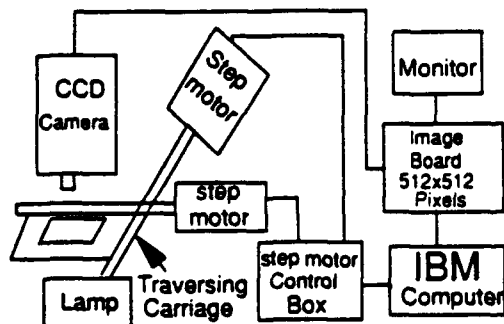 CCD
Camera
Step
motor
Monitor
Image
Board
512x512
Pixels
step
motor
step motor
Control
Box
IBM
Computer
Lamp
Traversing
Carriage